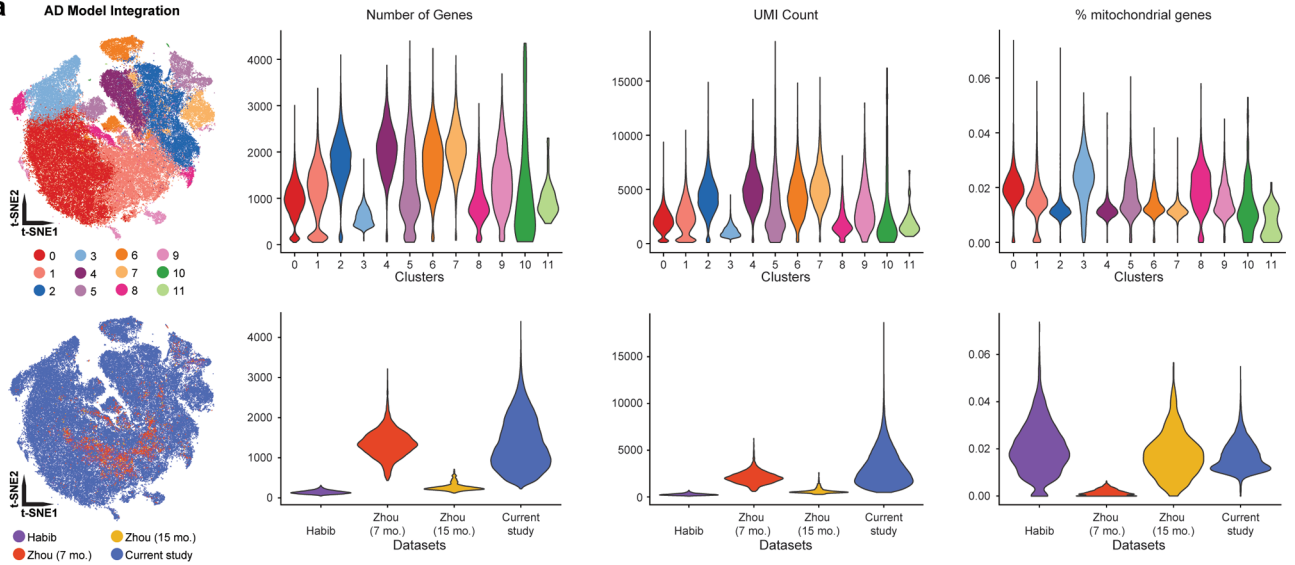 a
AD Model Integration
t-SNE2
t-SNE1
0 3 6 9
1 4 7 10
2 5 8 11
Number of Genes
4000
3000
2000
1000
0
0 1 2 3 4 5 6 7 8 9 10 11
Clusters
UMI Count
15000
10000
5000
0
0 1 2 3 4 5 6 7 8 9 10 11
Clusters
% mitochondrial genes
0.06
0.04
0.02
0.00
0 1 2 3 4 5 6 7 8 9 10 11
Clusters
t-SNE2
t-SNE1
Habib Zhou (15 mo.)
Zhou (7 mo.) Current study
4000
3000
2000
1000
0
Habib Zhou Zhou Current
(7 mo.) (15 mo.) study
Datasets
15000
10000
5000
0
Habib Zhou Zhou Current
(7 mo.) (15 mo.) study
Datasets
0.06
0.04
0.02
0.00
Habib Zhou Zhou Current
(7 mo.) (15 mo.) study
Datasets